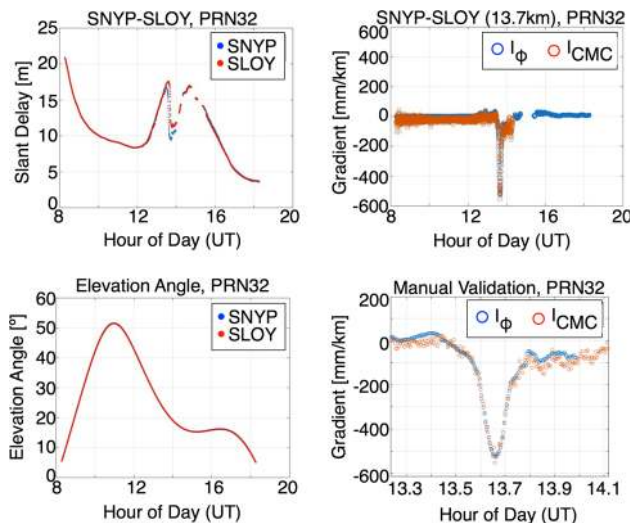 SNYP-SLOY, PRN32
Slant Delay [m]
25
20
15
10
5
0
8 12 16 20
Hour of Day (UT)
SNYP
SLOY
SNYP-SLOY (13.7km), PRN32
Gradient [mm/km]
600
400
200
0
-200
-400
-600
8 12 16 20
Hour of Day (UT)
Iϕ ICMC
Elevation Angle, PRN32
Elevation Angle [°]
60
50
40
30
20
10
0
8 12 16 20
Hour of Day (UT)
SNYP
SLOY
Manual Validation, PRN32
Gradient [mm/km]
200
0
-200
-400
-600
13.3 13.5 13.7 13.9 14.1
Hour of Day (UT)
Iϕ ICMC